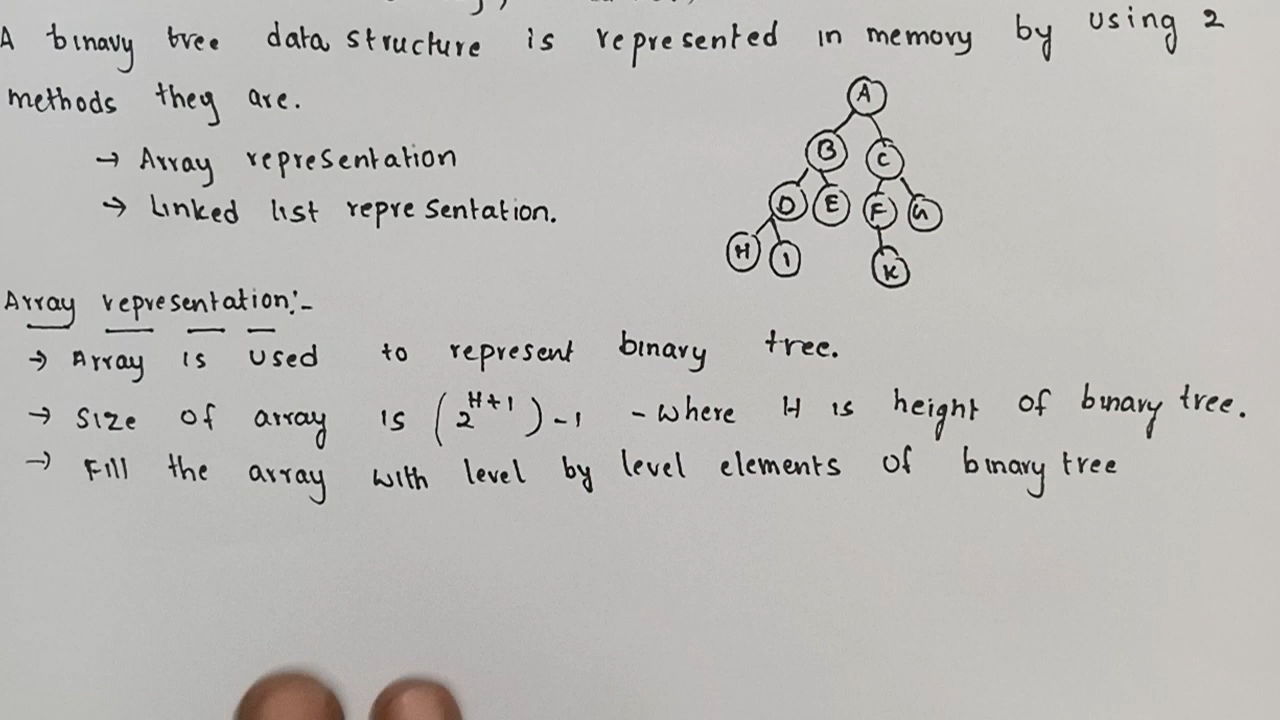 A binavy tree data structure is represented in memory by using 2
methods they are.
→ Array representation
→ Linked list representation.
A
B C
D E F G
H I K
Array representation:-
→ Array is used to represent binary tree.
→ Size of array is (2^H+1)-1 - where H is height of binary tree.
→ Fill the array with level by level elements of binary tree